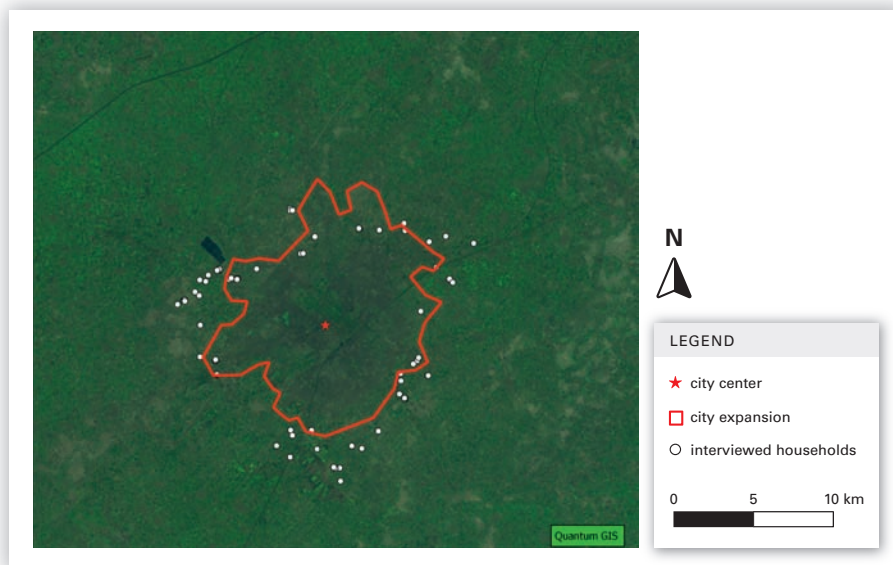 N
LEGEND
city center
city expansion
interviewed households
0 5 10 km
Quantum GIS